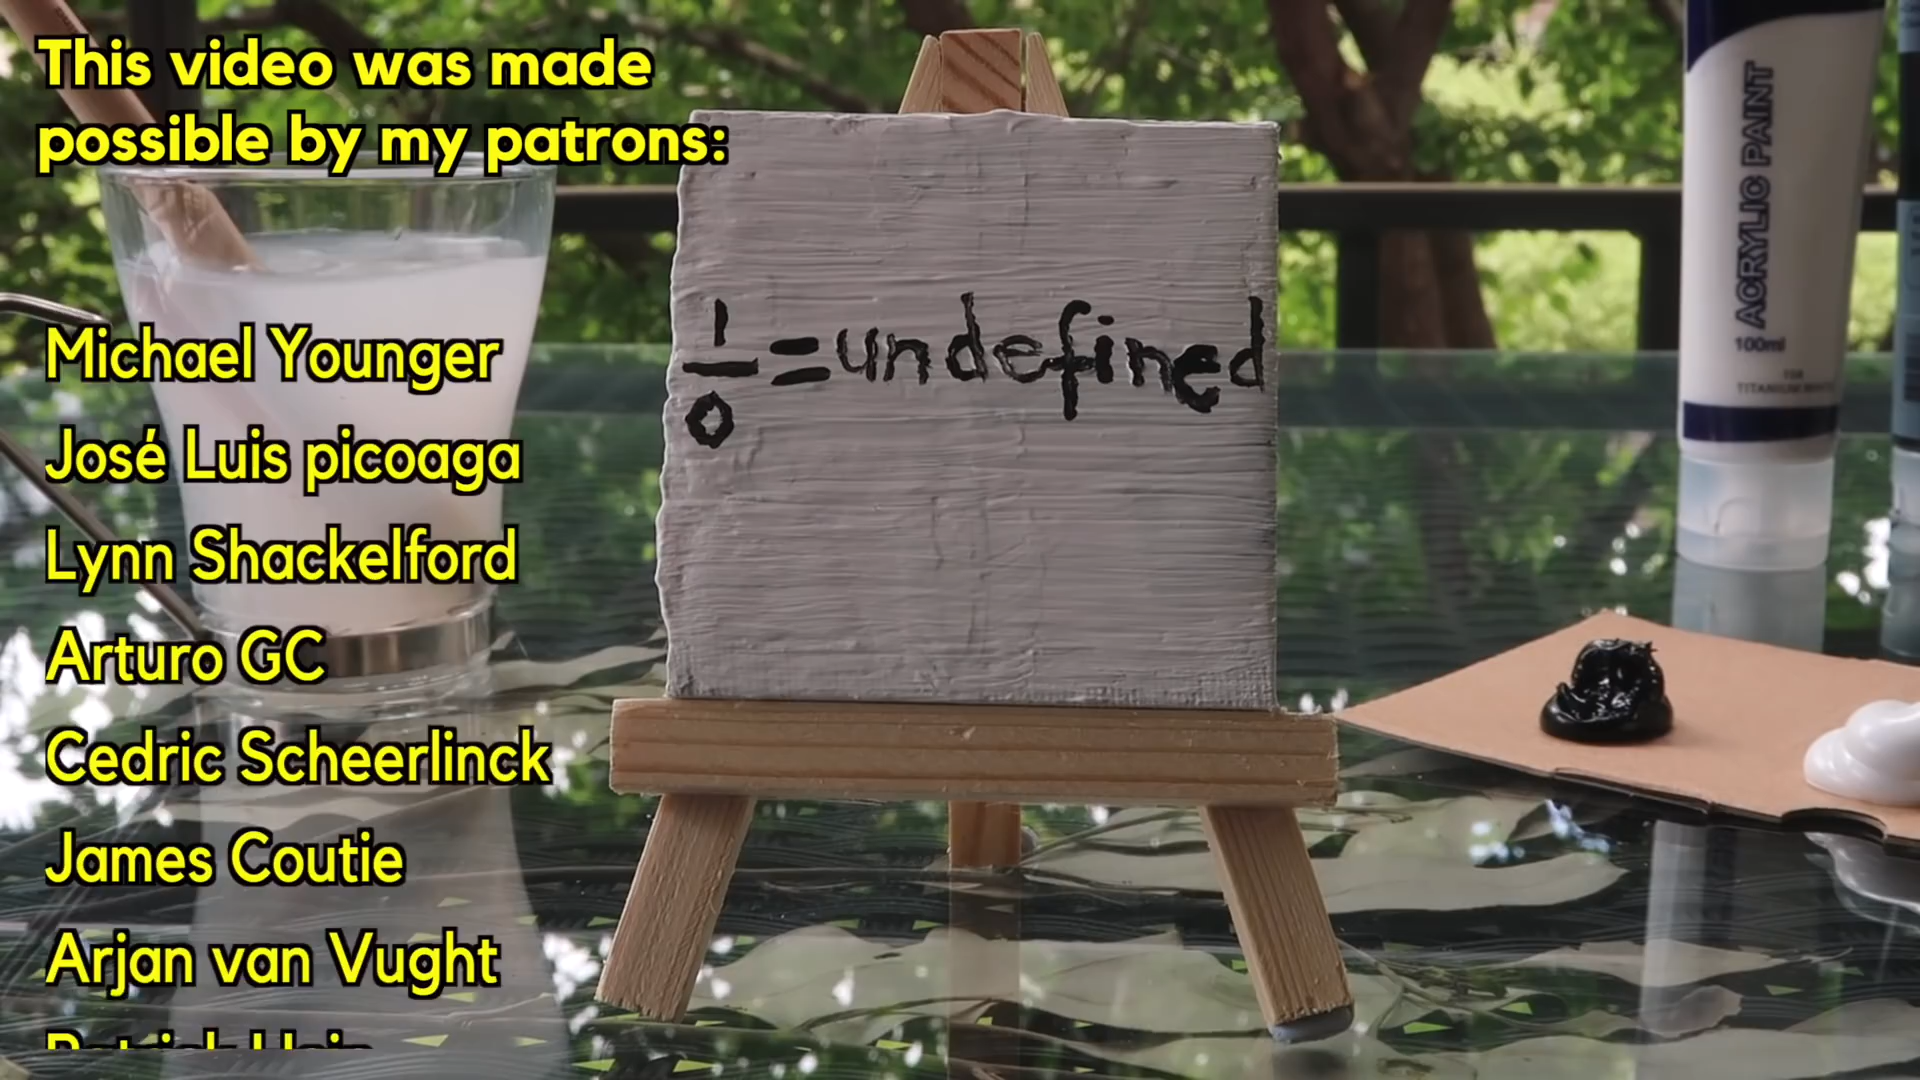 This video was made
possible by my patrons:
Michael Younger
José Luis picoaga
Lynn Shackelford
Arturo GC
Cedric Scheerlinck
James Coutie
Arjan van Vught
1
0
=undefined
ACRYLIC PAINT
100ml